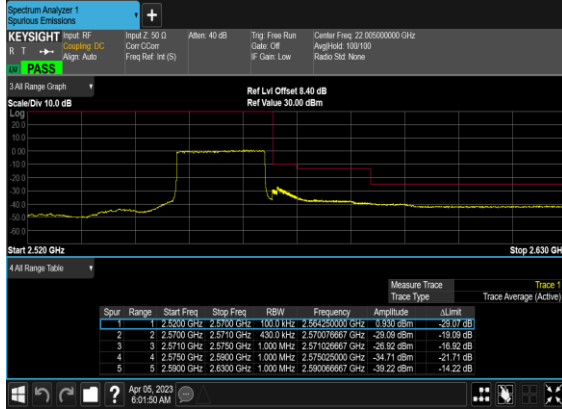 Spectrum Analyzer 1
Spurious Emissions
KEYSIGHT Input: RF Input Z: 50 Ω Atten: 40 dB Trig: Free Run Center Freq: 22.005000000 GHz
R T Coupling: DC Corr CCorr Gate: Off Avg|Hold: 100/100
Align: Auto Freq Ref: Int (S) IF Gain: Low Radio Std: None
PASS
3 All Range Graph
Ref Lvl Offset 8.40 dB
Scale/Div 10.0 dB Ref Value 30.00 dBm
Log
20.0
10.0
0.00
-10.0
-20.0
-30.0
-40.0
-50.0
-60.0
Start 2.520 GHz Stop 2.630 GH
4 All Range Table
Measure Trace Trace 1
Trace Type Trace Average (Active)
Spur Range Start Freq Stop Freq RBW Frequency Amplitude ΔLimit
1 1 2.5200 GHz 2.5700 GHz 100.0 kHz 2.564250000 GHz 0.930 dBm -29.07 dB
2 2 2.5700 GHz 2.5710 GHz 430.0 kHz 2.570076667 GHz -29.09 dBm -19.09 dB
3 3 2.5710 GHz 2.5750 GHz 1.000 MHz 2.571026667 GHz -26.92 dBm -16.92 dB
4 4 2.5750 GHz 2.5900 GHz 1.000 MHz 2.575025000 GHz -34.71 dBm -21.71 dB
5 5 2.5900 GHz 2.6300 GHz 1.000 MHz 2.590066667 GHz -39.22 dBm -14.22 dB
Apr 05, 2023
6:01:50 AM